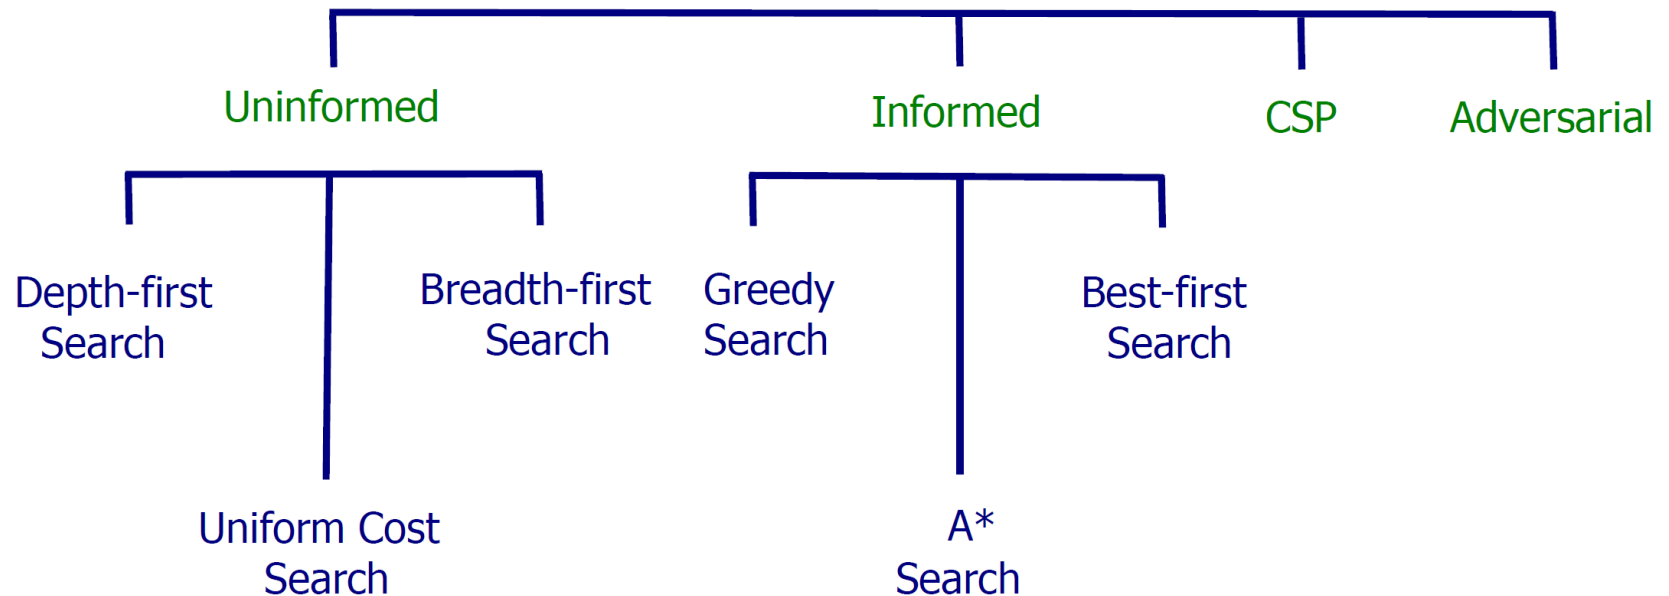 Uninformed
Informed
CSP
Adversarial
Depth-first
Search
Breadth-first
Search
Greedy
Search
Best-first
Search
Uniform Cost
Search
A*
Search